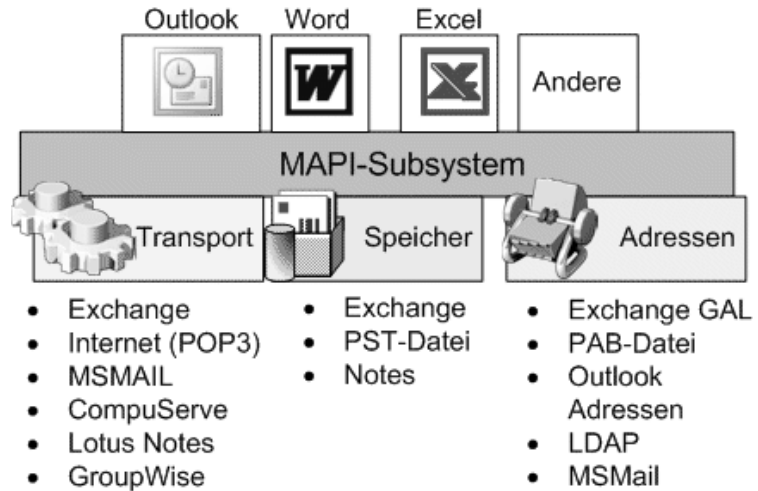 Outlook
Word
Excel
W
X
Andere
MAPI-Subsystem
Transport
Speicher
Adressen
• Exchange
• Internet (POP3)
• MSMAIL
• CompuServe
• Lotus Notes
• GroupWise
• Exchange
• PST-Datei
• Notes
• Exchange GAL
• PAB-Datei
• Outlook
Adressen
• LDAP
• MSMail